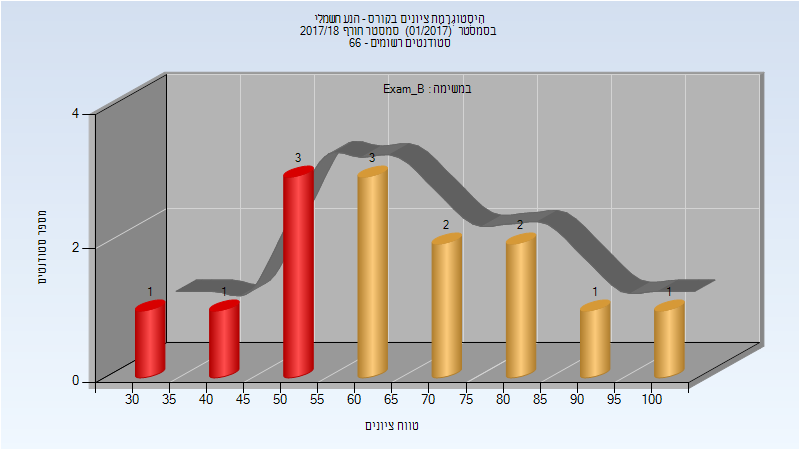 היסטוגרמת ציונים בקורס - הנע חשמלי
בסמסטר (01/2017) סמסטר חורף 2017/18
סטודנטים רשומים - 66
במשימה : Exam_B
מספר סטודנטים
4
2
0
1 1 3 3 2 2 1 1
30 35 40 45 50 55 60 65 70 75 80 85 90 95 100
טווח ציונים